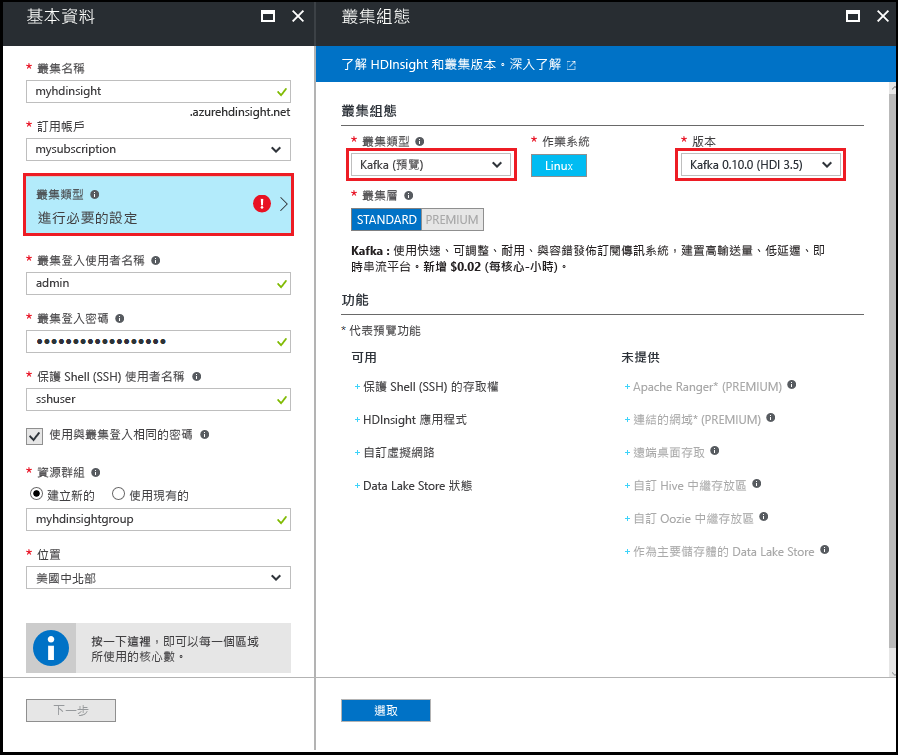 基本資料
* 叢集名稱
myhdinsight
.azurehdinsight.net
* 訂用帳戶
mysubscription
叢集類型
進行必要的設定
* 叢集登入使用者名稱
admin
* 叢集登入密碼
* 保護 Shell (SSH) 使用者名稱
sshuser
使用與叢集登入相同的密碼
* 資源群組
建立新的 使用現有的
myhdinsightgroup
* 位置
美國中北部
按一下這裡，即可以每一個區域
所使用的核心數。
下一步
叢集組態
了解 HDInsight 和叢集版本。深入了解
叢集組態
* 叢集類型 * 作業系統 * 版本
Kafka (預覽) Linux Kafka 0.10.0 (HDI 3.5)
* 叢集層
STANDARD PREMIUM
Kafka : 使用快速、可調整、耐用、與容錯發佈訂閱傳訊系統，建置高輸送量、低延遲、即
時串流平台。新增 $0.02 (每核心-小時)。
功能
* 代表預覽功能
可用
+ 保護 Shell (SSH) 的存取權
+ HDInsight 應用程式
+ 自訂虛擬網路
+ Data Lake Store 狀態
未提供
+ Apache Ranger* (PREMIUM)
+ 連結的網域* (PREMIUM)
+ 遠端桌面存取
+ 自訂 Hive 中繼存放區
+ 自訂 Oozie 中繼存放區
+ 作為主要儲存體的 Data Lake Store
選取